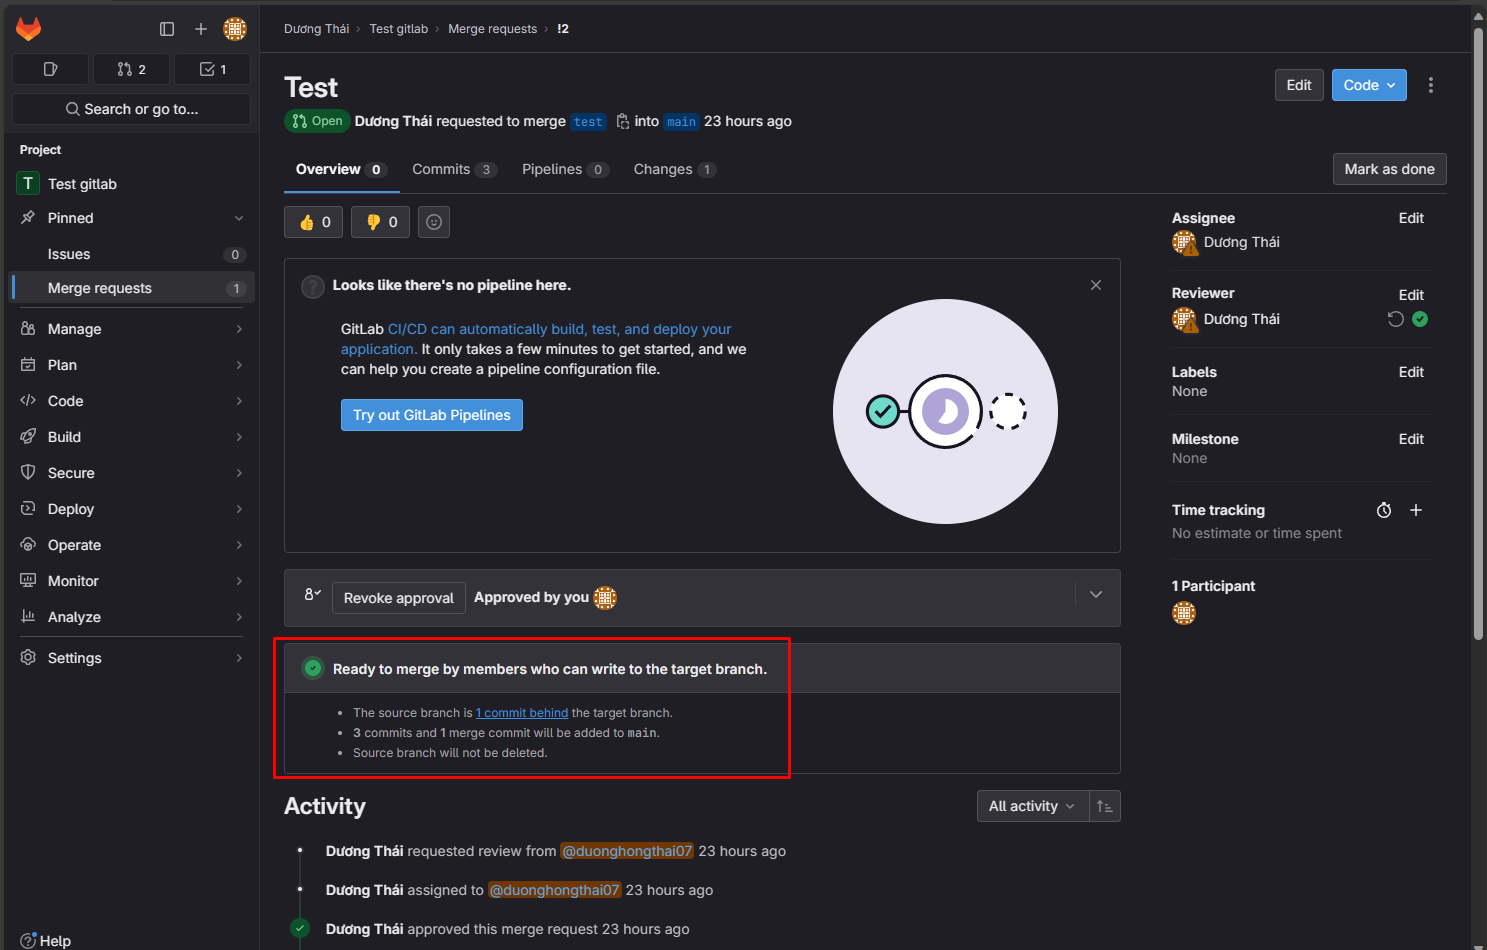 Dương Thái › Test gitlab › Merge requests › !2
2
1
Search or go to...
Project
T Test gitlab
Pinned
Issues 0
Merge requests 1
Manage
Plan
Code
Build
Secure
Deploy
Operate
Monitor
Analyze
Settings
Help
Test
Edit
Code
Open Dương Thái requested to merge test into main 23 hours ago
Overview 0 Commits 3 Pipelines 0 Changes 1
Mark as done
0 0
Looks like there's no pipeline here.
GitLab CI/CD can automatically build, test, and deploy your
application. It only takes a few minutes to get started, and we
can help you create a pipeline configuration file.
Try out GitLab Pipelines
Revoke approval Approved by you
Ready to merge by members who can write to the target branch.
• The source branch is 1 commit behind the target branch.
• 3 commits and 1 merge commit will be added to main.
• Source branch will not be deleted.
Activity
All activity
Dương Thái requested review from @duonghongthai07 23 hours ago
Dương Thái assigned to @duonghongthai07 23 hours ago
Dương Thái approved this merge request 23 hours ago
Assignee Edit
Dương Thái
Reviewer Edit
Dương Thái
Labels Edit
None
Milestone Edit
None
Time tracking
No estimate or time spent
1 Participant